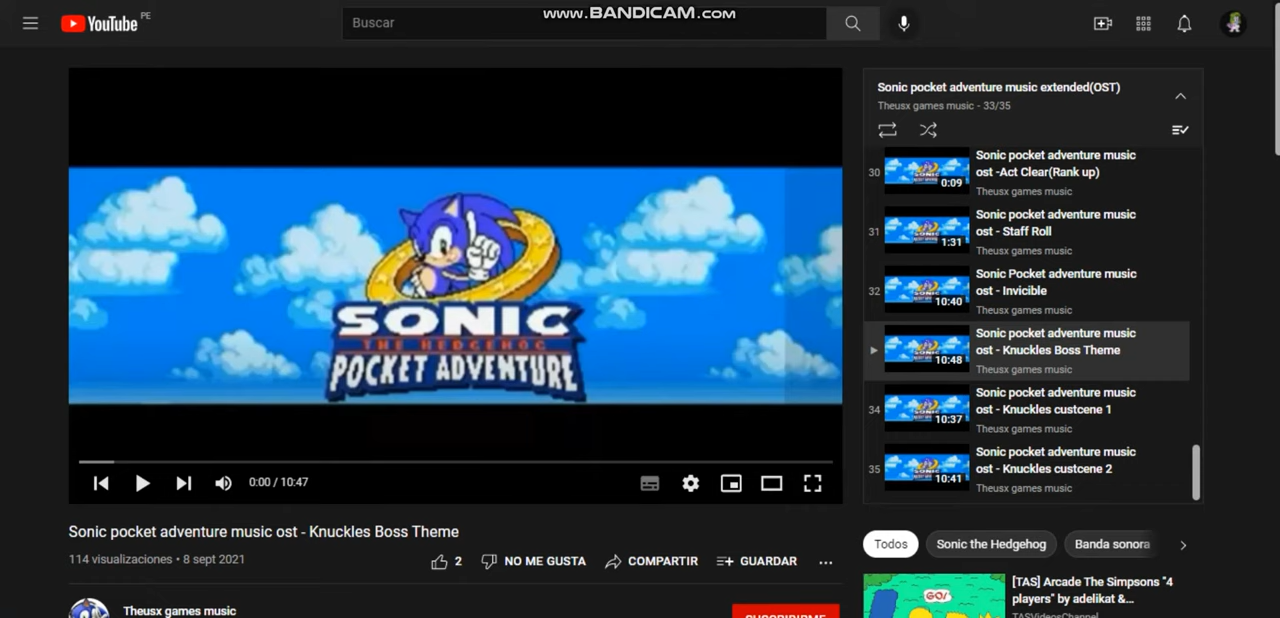 www.BANDICAM.com
YouTube PE
Buscar
SONIC
THE HEDGEHOG
POCKET ADVENTURE
0:00 / 10:47
Sonic pocket adventure music ost - Knuckles Boss Theme
114 visualizaciones • 8 sept 2021
2
NO ME GUSTA
COMPARTIR
GUARDAR
Theusx games music
SUSCRIBIRME
Sonic pocket adventure music extended(OST)
Theusx games music - 33/35
30
Sonic pocket adventure music
ost -Act Clear(Rank up)
Theusx games music
0:09
31
Sonic pocket adventure music
ost - Staff Roll
Theusx games music
1:31
32
Sonic Pocket adventure music
ost - Invicible
Theusx games music
10:40
Sonic pocket adventure music
ost - Knuckles Boss Theme
Theusx games music
10:48
34
Sonic pocket adventure music
ost - Knuckles custcene 1
Theusx games music
10:37
35
Sonic pocket adventure music
ost - Knuckles custcene 2
Theusx games music
10:41
Todos
Sonic the Hedgehog
Banda sonora
GO!
[TAS] Arcade The Simpsons "4
players" by adelikat &...
TASVideosChannel